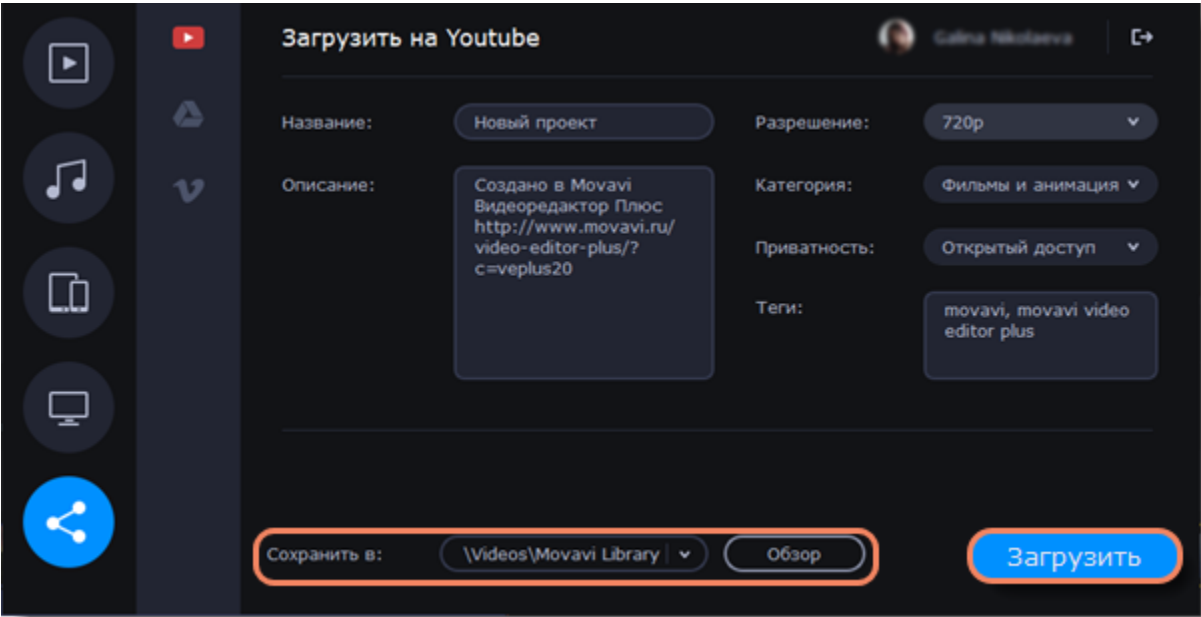 Загрузить на Youtube
Galina Nikolaeva
Название:
Новый проект
Разрешение:
720p
Описание:
Создано в Movavi
Видеоредактор Плюс
http://www.movavi.ru/
video-editor-plus/?
c=veplus20
Категория:
Фильмы и анимация
Приватность:
Открытый доступ
Теги:
movavi, movavi video
editor plus
Сохранить в:
\Videos\Movavi Library
Обзор
Загрузить